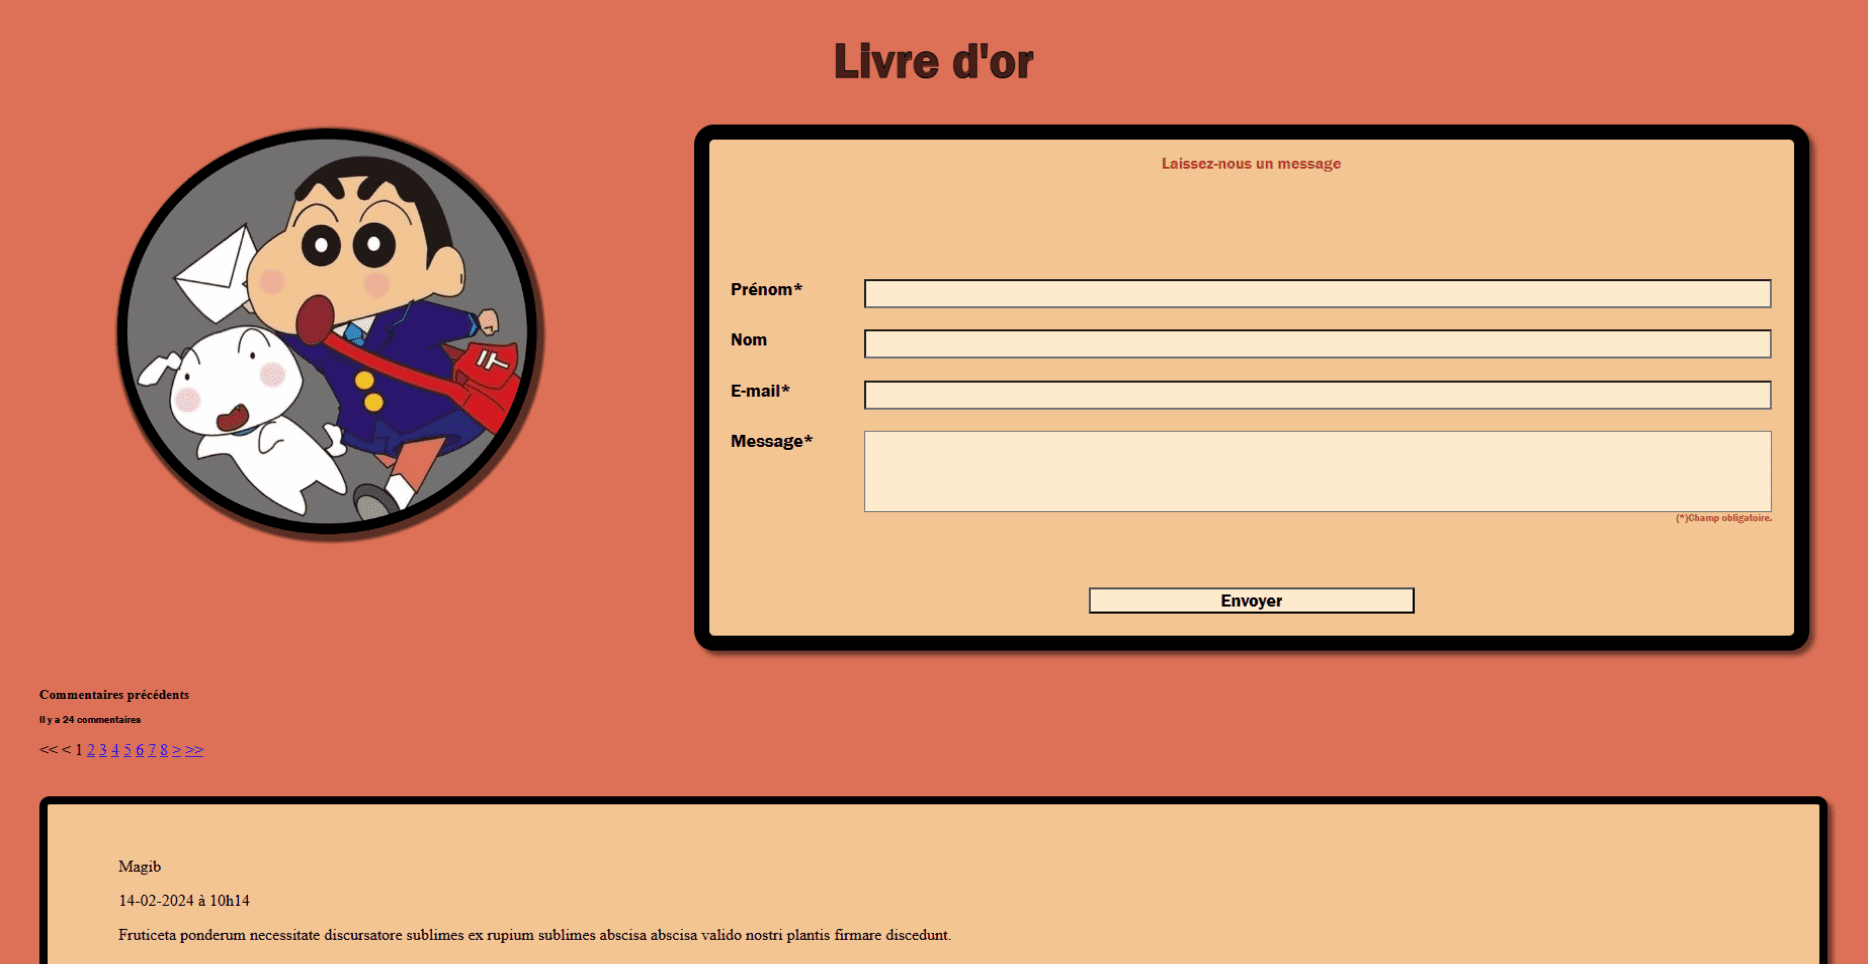 Livre d'or
Laissez-nous un message
Prénom*
Nom
E-mail*
Message*
(*)Champ obligatoire.
Envoyer
Commentaires précédents
Il y a 24 commentaires
<< < 1 2 3 4 5 6 7 8 > >>
Magib
14-02-2024 à 10h14
Fruticeta ponderum necessitate discursatore sublimes ex rupium sublimes abscisa abscisa valido nostri plantis firmare discedunt.